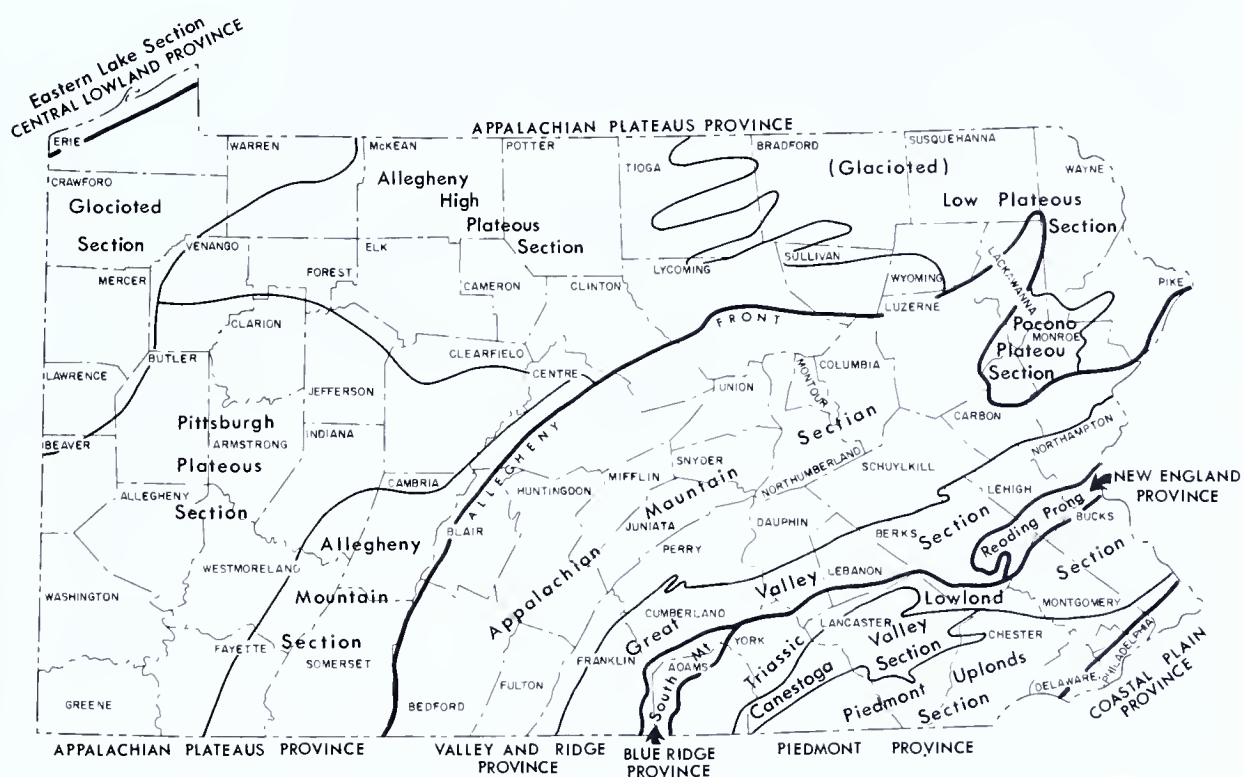 Eastern Lake Section
CENTRAL LOWLAND PROVINCE
APPALACHIAN PLATEAUS PROVINCE
ERIE
WARREN
McKEAN
POTTER
TIOGA
BRADFORD
SUSQUEHANNA
WAYNE
CRAWFORD
Glocioted
Section
Allegheny
High
Plateous
Section
(Glacioted)
Low Plateous
Section
VENANGO
ELK
FOREST
MERCER
CAMERON
CLINTON
LYCOMING
SULLIVAN
WYOMING
LACKAWANNA
LUZERNE
PIKE
CLARION
FRONT
Pocono
MONROE
Plateou
Section
BUTLER
CLEARFIELD
CENTRE
LAWRENCE
JEFFERSON
UNION
MONTOUR
COLUMBIA
CARBON
Pittsburgh
Plateous
Section
BEAVER
ARMSTRONG
INDIANA
ALLEGHENY
Appalachian
Mauntain
Section
SNYDER
NORTHUMBERLAND
SCHUYLKILL
NORTHAMPTON
MIFFLIN
HUNTINGDON
JUNIATA
CAMBRIA
ALLEGHENY
BLAIR
DAUPHIN
PERRY
LEHIGH
NEW ENGLAND
PROVINCE
Reoding Prong
BUCKS
BERKS
Great
Valley
Section
LEBANON
Allegheny
Mountain
Section
WESTMORELAND
WASHINGTON
FAYETTE
SOMERSET
GREENE
BEDFORD
FULTON
FRANKLIN
CUMBERLAND
South Mt
ADAMS
YORK
Triassic
Lowlond
Section
LANCASTER
MONTGOMERY
Canestoga
Valley
Section
CHESTER
Piedmont
Uplonds
Section
DELAWARE
PHILADELPHIA
COASTAL PLAIN
PROVINCE
APPALACHIAN PLATEAUS PROVINCE
VALLEY AND RIDGE
PROVINCE
BLUE RIDGE
PROVINCE
PIEDMONT PROVINCE